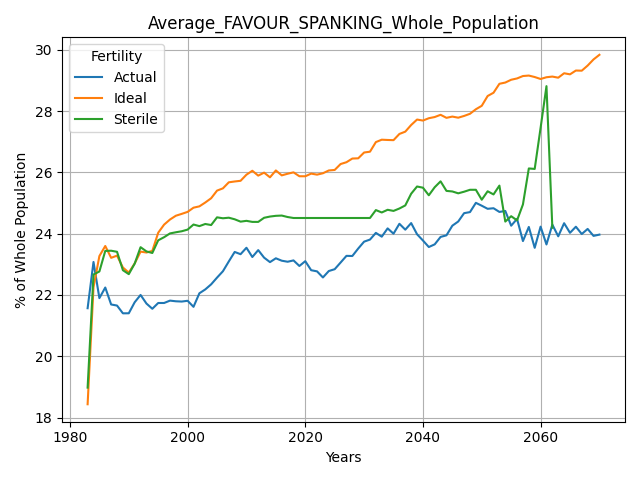 Average_FAVOUR_SPANKING_Whole_Population
Fertility
Actual
Ideal
Sterile
% of Whole Population
30
28
26
24
22
20
18
1980
2000
2020
2040
2060
Years